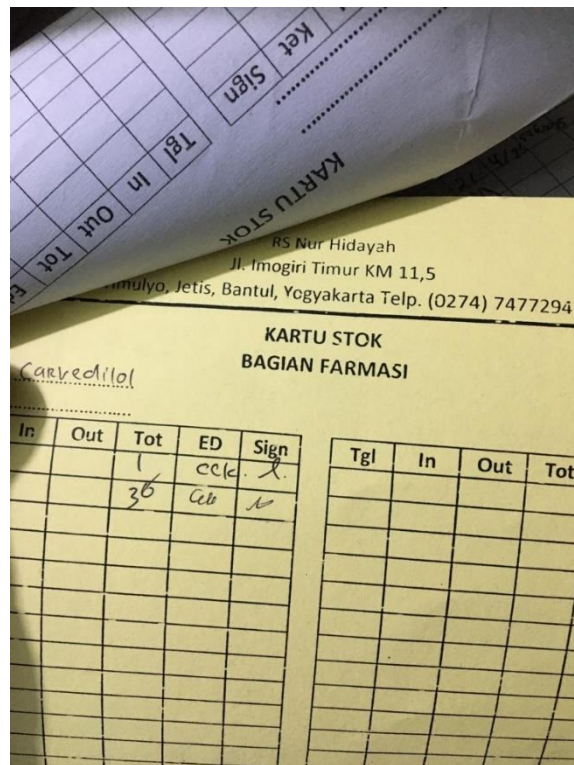 Ket
Sign
Tgl In Out Tot
KARTU STOK
RS Nur Hidayah
Jl. Imogiri Timur KM 11,5
Jetis, Bantul, Yogyakarta Telp. (0274) 7477294
KARTU STOK
BAGIAN FARMASI
Carvedilol
In Out Tot ED Sign
1 cek
36
Tgl In Out Tot